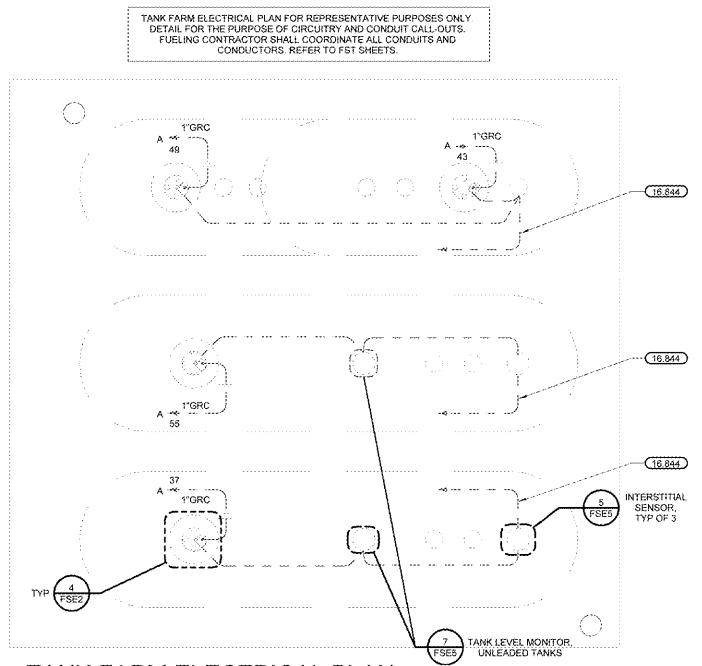 TANK FARM ELECTRICAL PLAN FOR REPRESENTATIVE PURPOSES ONLY.
DETAIL FOR THE PURPOSE OF CIRCUITRY AND CONDUIT CALL-OUTS.
FUELING CONTRACTOR SHALL COORDINATE ALL CONDUITS AND
CONDUCTORS. REFER TO FST SHEETS.
1"GRC
A
49
1"GRC
A
43
16.844
16.844
1"GRC
A
55
37
A
1"GRC
16.844
5
FSE5
INTERSTITIAL
SENSOR,
TYP OF 3
TYP
4
FSE2
7
FSE5
TANK LEVEL MONITOR,
UNLEADED TANKS